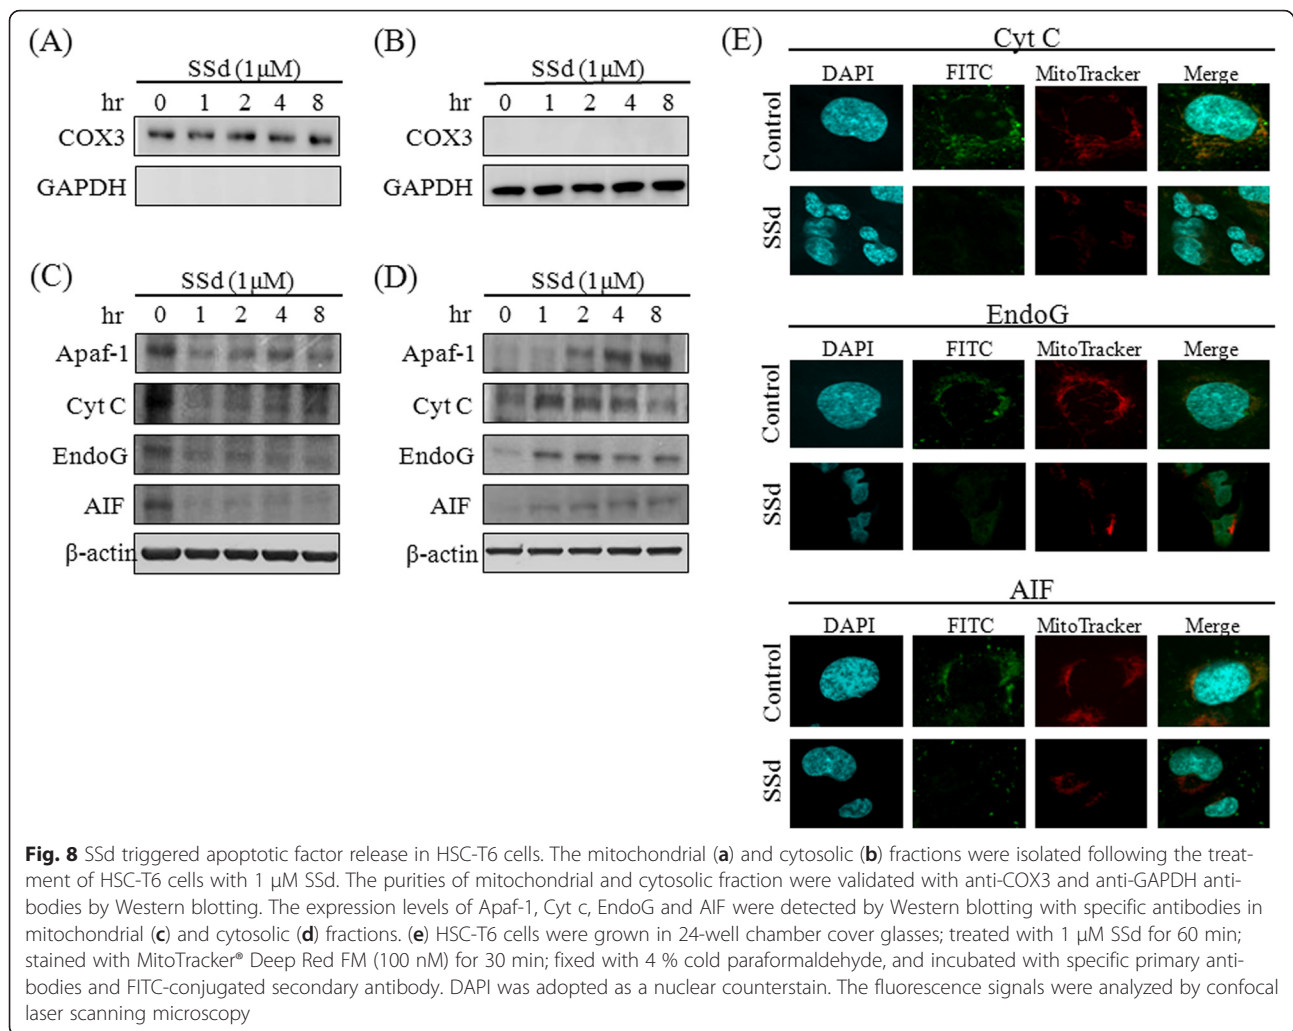 (A)
SSd (1µM)
hr 0 1 2 4 8
COX3
GAPDH
(B)
SSd (1µM)
hr 0 1 2 4 8
COX3
GAPDH
(C)
SSd (1µM)
hr 0 1 2 4 8
Apaf-1
Cyt C
EndoG
AIF
β-actin
(D)
SSd (1µM)
hr 0 1 2 4 8
Apaf-1
Cyt C
EndoG
AIF
β-actin
(E)
Cyt C
DAPI FITC MitoTracker Merge
Control
SSd
EndoG
DAPI FITC MitoTracker Merge
Control
SSd
AIF
DAPI FITC MitoTracker Merge
Control
SSd
Fig. 8 SSd triggered apoptotic factor release in HSC-T6 cells. The mitochondrial (a) and cytosolic (b) fractions were isolated following the treat-
ment of HSC-T6 cells with 1 µM SSd. The purities of mitochondrial and cytosolic fraction were validated with anti-COX3 and anti-GAPDH anti-
bodies by Western blotting. The expression levels of Apaf-1, Cyt c, EndoG and AIF were detected by Western blotting with specific antibodies in
mitochondrial (c) and cytosolic (d) fractions. (e) HSC-T6 cells were grown in 24-well chamber cover glasses; treated with 1 µM SSd for 60 min;
stained with MitoTracker® Deep Red FM (100 nM) for 30 min; fixed with 4 % cold paraformaldehyde, and incubated with specific primary anti-
bodies and FITC-conjugated secondary antibody. DAPI was adopted as a nuclear counterstain. The fluorescence signals were analyzed by confocal
laser scanning microscopy